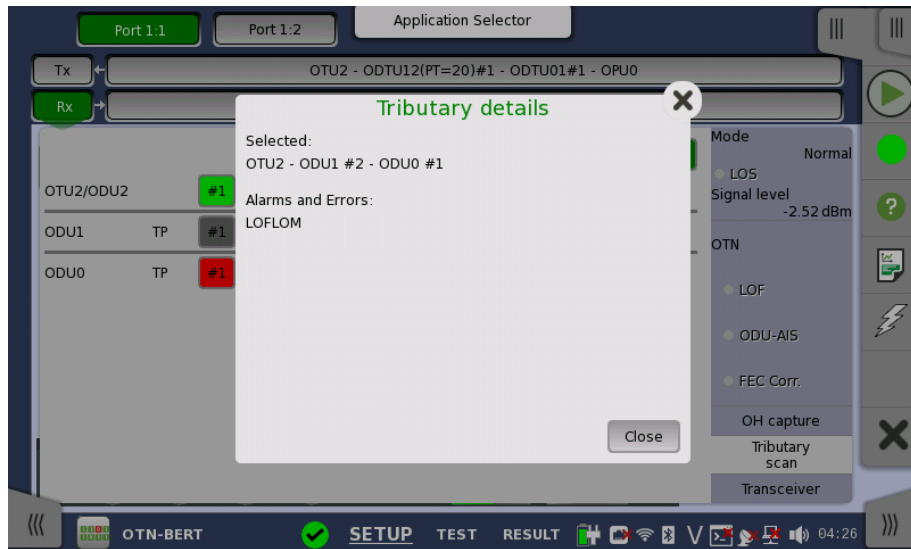 Port 1:1
Port 1:2
Application Selector
Tx
OTU2 - ODTU12(PT=20)#1 - ODTU01#1 - OPU0
Rx
Tributary details
Selected:
OTU2 - ODU1 #2 - ODU0 #1
Alarms and Errors:
LOFLOM
Close
OTU2/ODU2
#1
ODU1
TP
#1
ODU0
TP
#1
Mode
Normal
LOS
Signal level
-2.52 dBm
OTN
LOF
ODU-AIS
FEC Corr.
OH capture
Tributary
scan
Transceiver
OTN-BERT
SETUP
TEST
RESULT
V
04:26